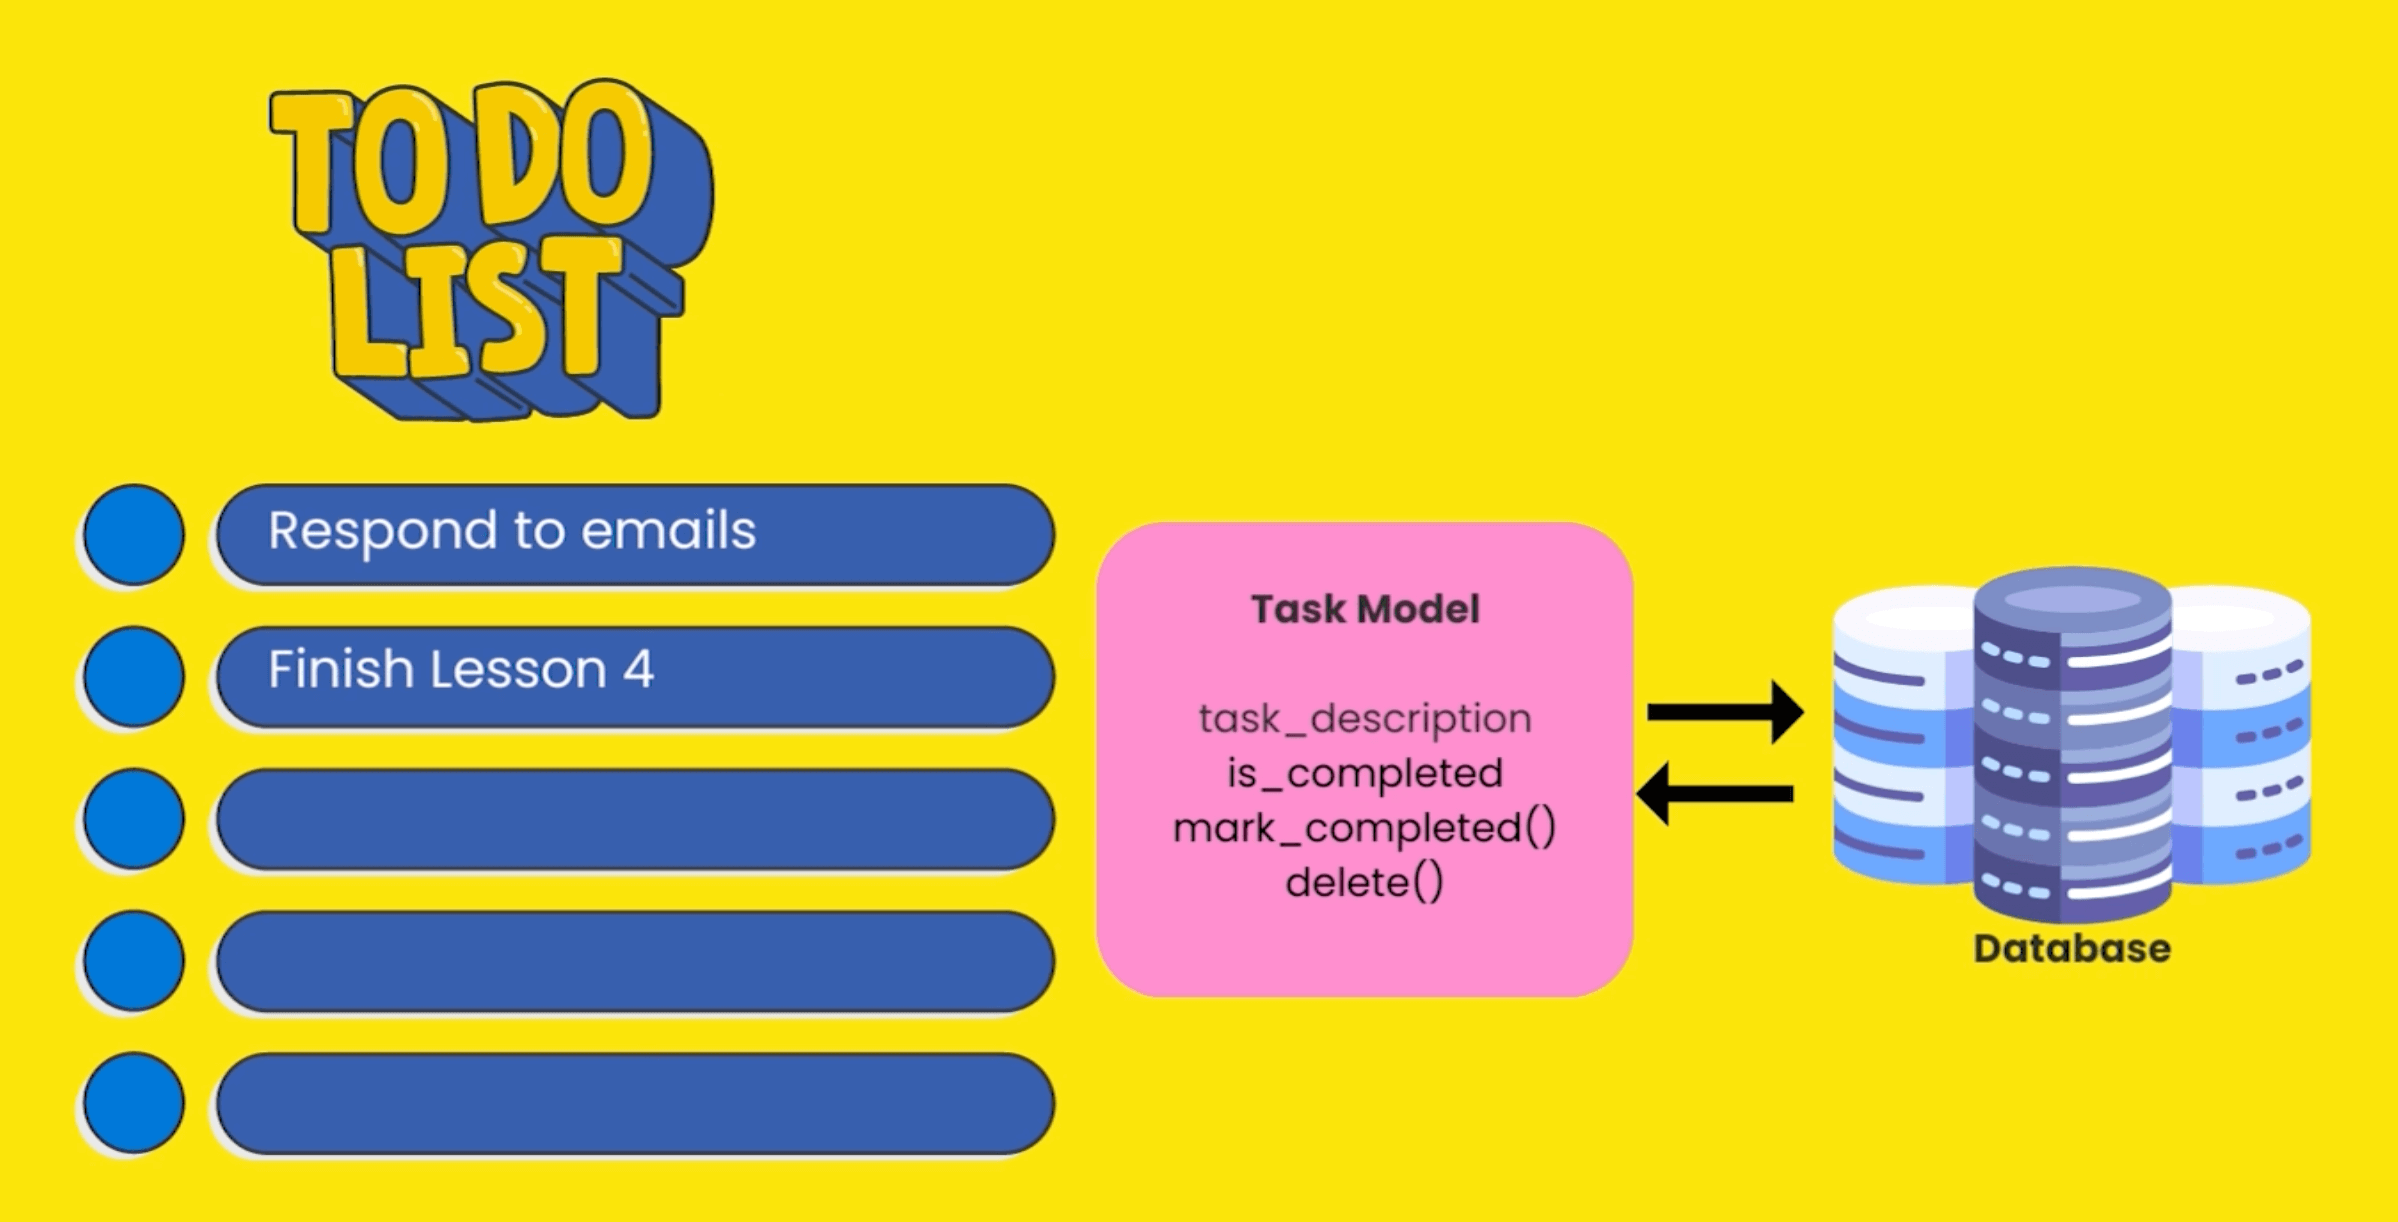 TO DO
LIST
Respond to emails
Finish Lesson 4
Task Model
task_description
is_completed
mark_completed()
delete()
Database